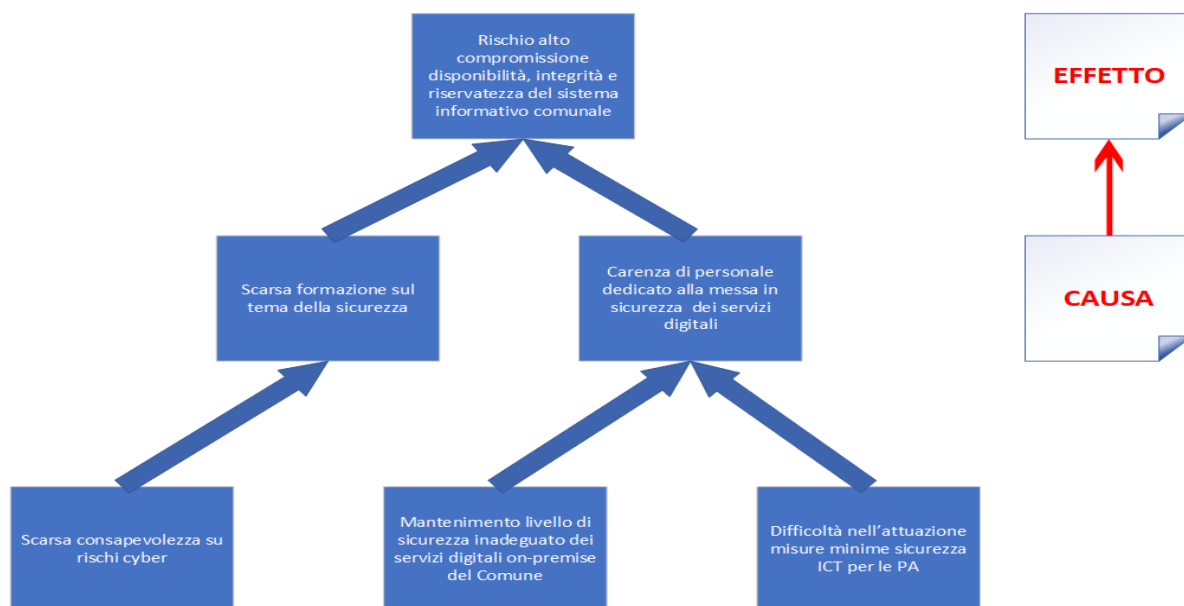 Rischio alto
compromissione
disponibilità, integrità e
riservatezza del sistema
informativo comunale
EFFETTO
Scarsa formazione sul
tema della sicurezza
Carenza di personale
dedicato alla messa in
sicurezza dei servizi
digitali
CAUSA
Scarsa consapevolezza su
rischi cyber
Mantenimento livello di
sicurezza inadeguato dei
servizi digitali on-premise
del Comune
Difficoltà nell'attuazione
misure minime sicurezza
ICT per le PA